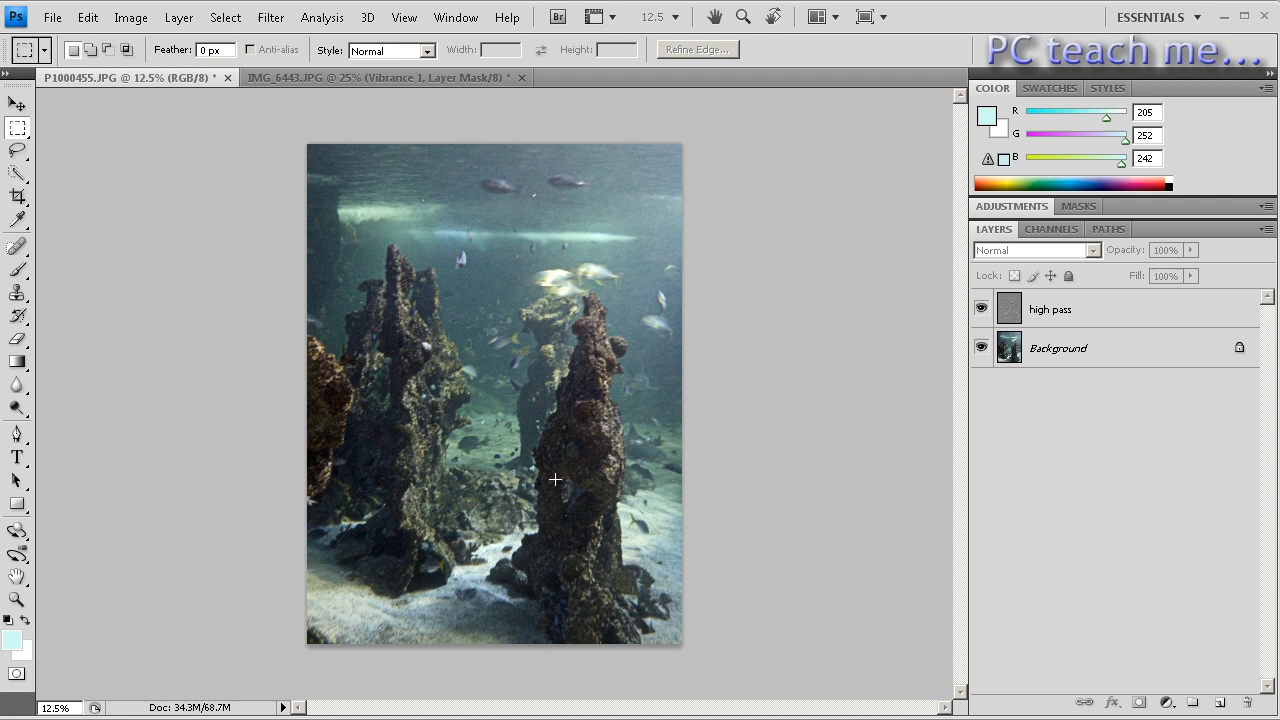 Ps File Edit Image Layer Select Filter Analysis 3D View Window Help Br 12.5 ESSENTIALS
Feather: 0 px Anti-alias Style: Normal Width: Height: Refine Edge... PC teach me...
P1000455.JPG @ 12.5% (RGB/8) * IMG_6443.JPG @ 25% (Vibrance 1, Layer Mask/8) *
COLOR SWATCHES STYLES
R 205
G 252
B 242
ADJUSTMENTS MASKS
LAYERS CHANNELS PATHS
Normal Opacity: 100%
Lock: Fill: 100%
high pass
Background
12.5% Doc: 34.3M/68.7M